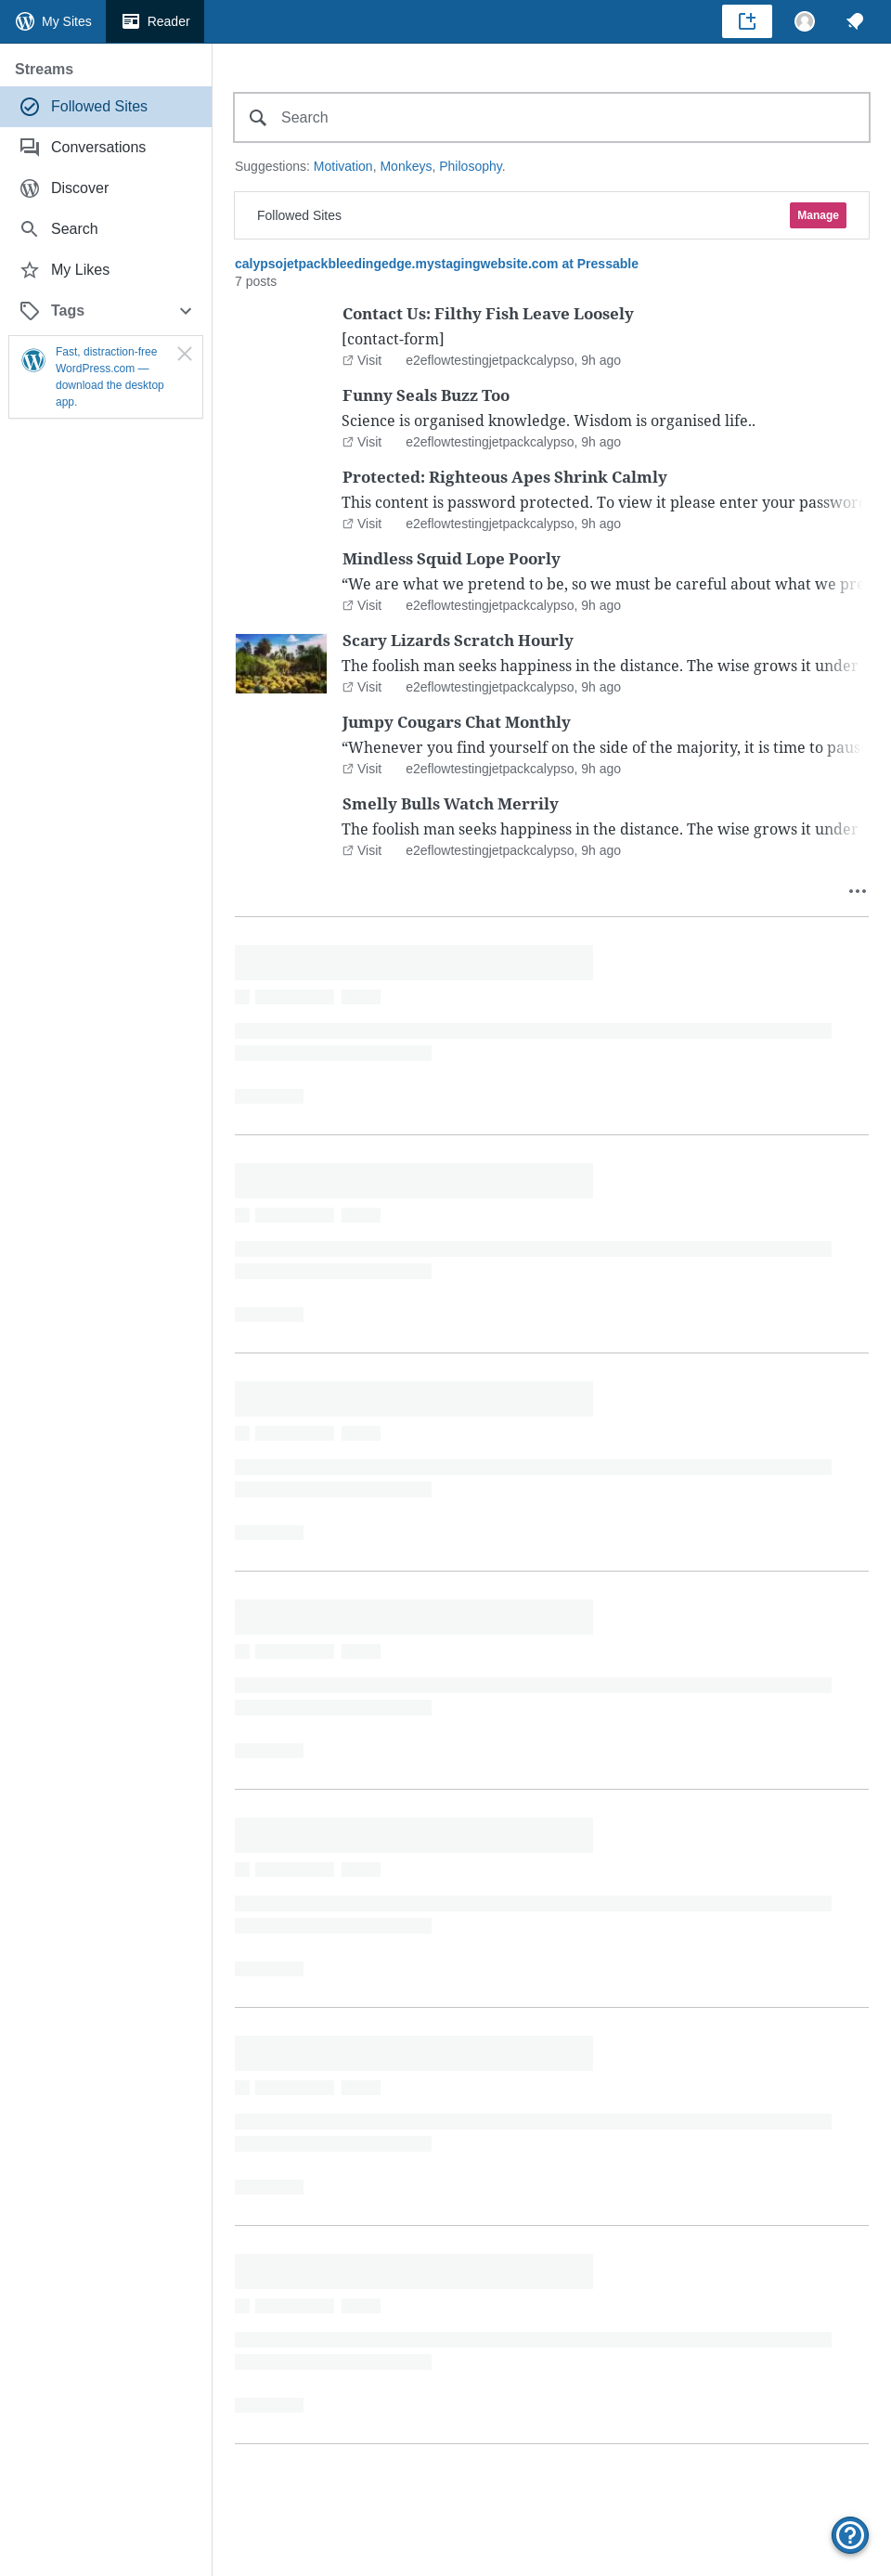 My Sites
Reader
Streams
Followed Sites
Conversations
Discover
Search
My Likes
Tags
Fast, distraction-free
WordPress.com —
download the desktop
app.
Search
Suggestions: Motivation, Monkeys, Philosophy.
Followed Sites
Manage
calypsojetpackbleedingedge.mystagingwebsite.com at Pressable
7 posts
Contact Us: Filthy Fish Leave Loosely
[contact-form]
Visit e2eflowtestingjetpackcalypso, 9h ago
Funny Seals Buzz Too
Science is organised knowledge. Wisdom is organised life..
Visit e2eflowtestingjetpackcalypso, 9h ago
Protected: Righteous Apes Shrink Calmly
This content is password protected. To view it please enter your password
Visit e2eflowtestingjetpackcalypso, 9h ago
Mindless Squid Lope Poorly
“We are what we pretend to be, so we must be careful about what we pre
Visit e2eflowtestingjetpackcalypso, 9h ago
Scary Lizards Scratch Hourly
The foolish man seeks happiness in the distance. The wise grows it under
Visit e2eflowtestingjetpackcalypso, 9h ago
Jumpy Cougars Chat Monthly
“Whenever you find yourself on the side of the majority, it is time to paus
Visit e2eflowtestingjetpackcalypso, 9h ago
Smelly Bulls Watch Merrily
The foolish man seeks happiness in the distance. The wise grows it under
Visit e2eflowtestingjetpackcalypso, 9h ago